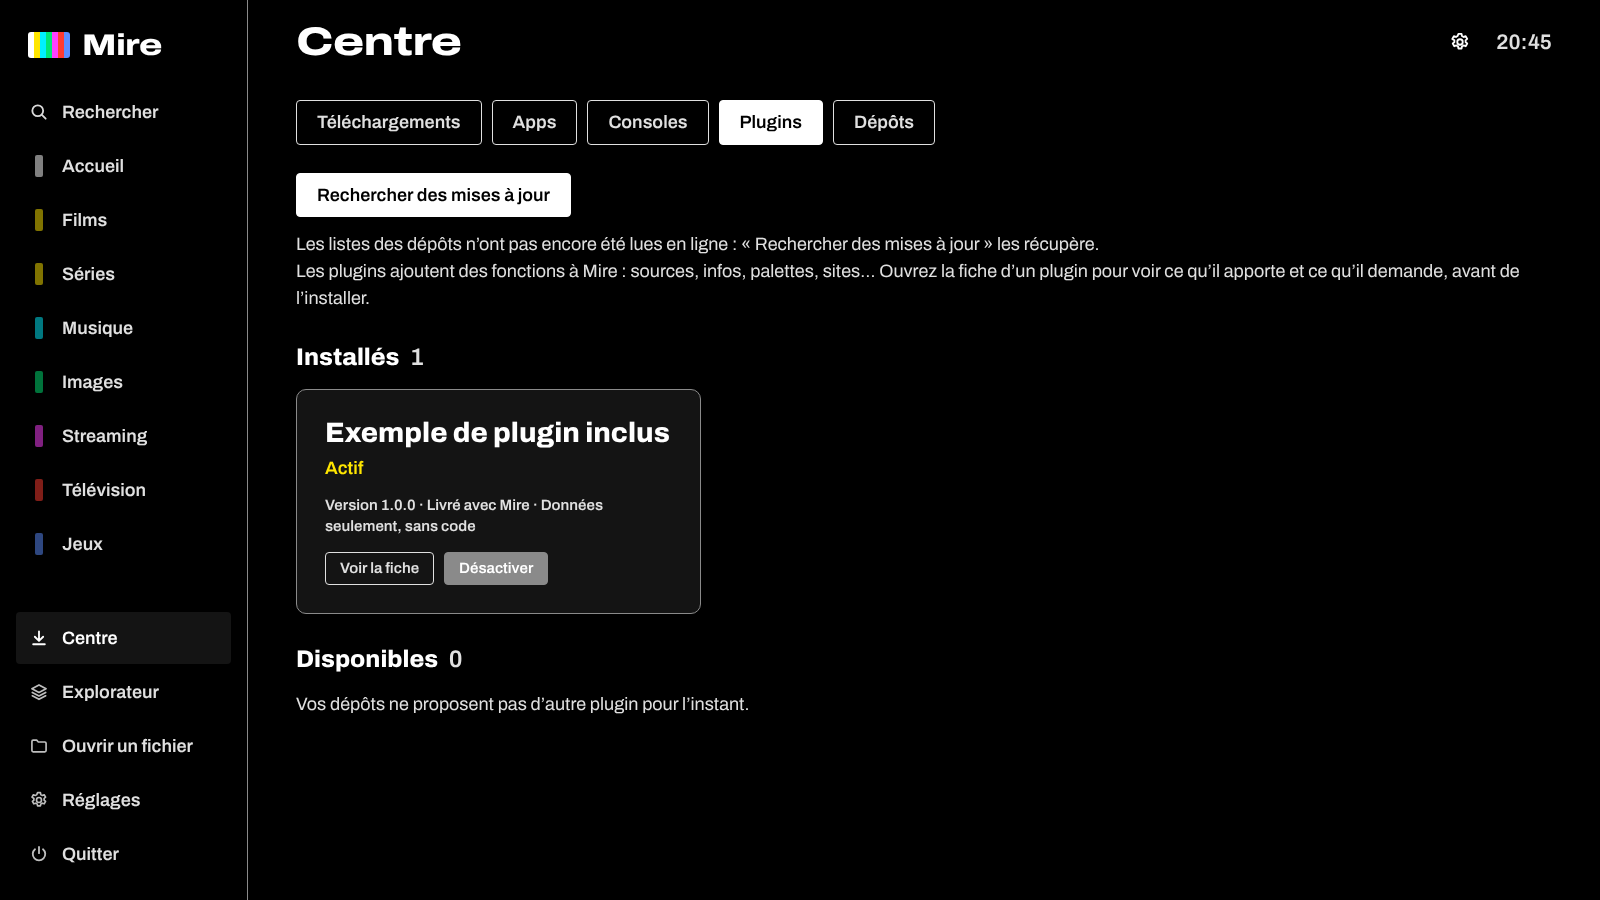 Mire
Rechercher
Accueil
Films
Séries
Musique
Images
Streaming
Télévision
Jeux
Centre
Explorateur
Ouvrir un fichier
Réglages
Quitter
Centre
20:45
Téléchargements
Apps
Consoles
Plugins
Dépôts
Rechercher des mises à jour
Les listes des dépôts n’ont pas encore été lues en ligne : « Rechercher des mises à jour » les récupère.
Les plugins ajoutent des fonctions à Mire : sources, infos, palettes, sites… Ouvrez la fiche d’un plugin pour voir ce qu’il apporte et ce qu’il demande, avant de
l’installer.
Installés 1
Exemple de plugin inclus
Actif
Version 1.0.0 · Livré avec Mire · Données
seulement, sans code
Voir la fiche
Désactiver
Disponibles 0
Vos dépôts ne proposent pas d’autre plugin pour l’instant.